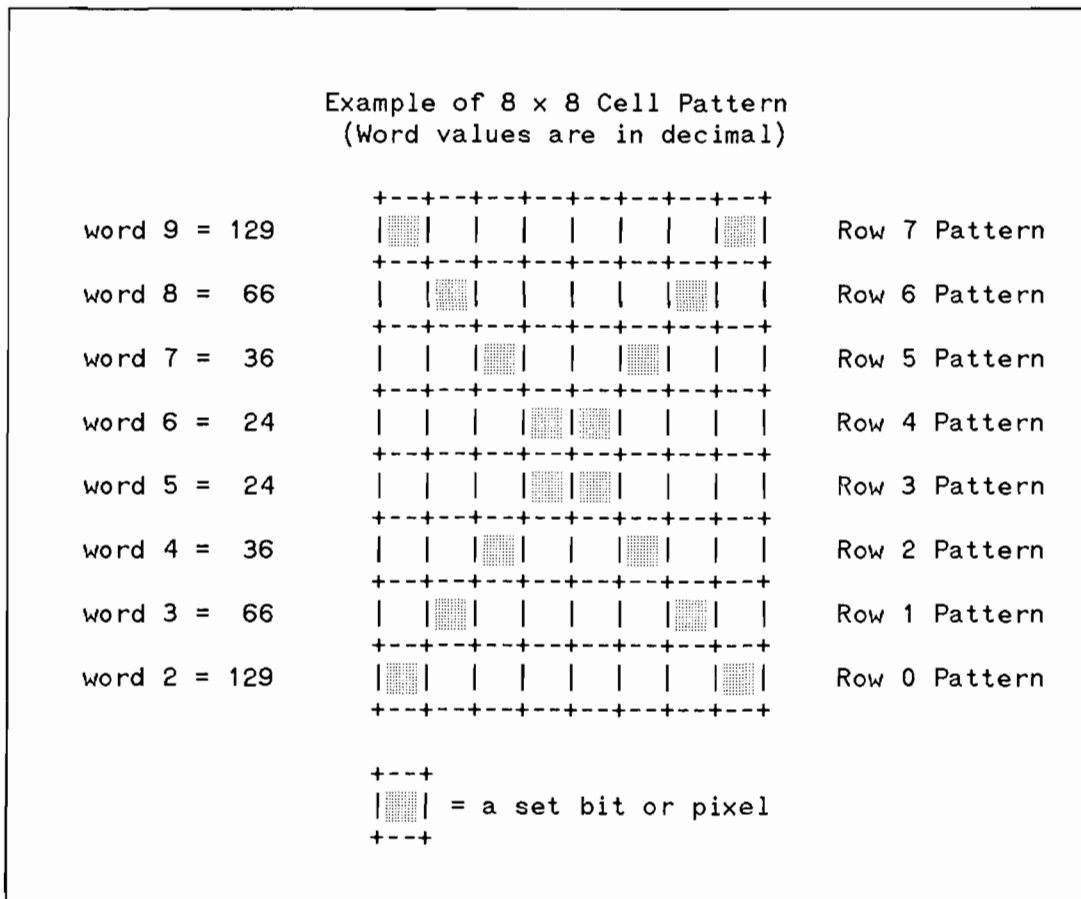 Example of 8 x 8 Cell Pattern
(Word values are in decimal)
word 9 = 129 Row 7 Pattern
word 8 = 66 Row 6 Pattern
word 7 = 36 Row 5 Pattern
word 6 = 24 Row 4 Pattern
word 5 = 24 Row 3 Pattern
word 4 = 36 Row 2 Pattern
word 3 = 66 Row 1 Pattern
word 2 = 129 Row 0 Pattern
= a set bit or pixel